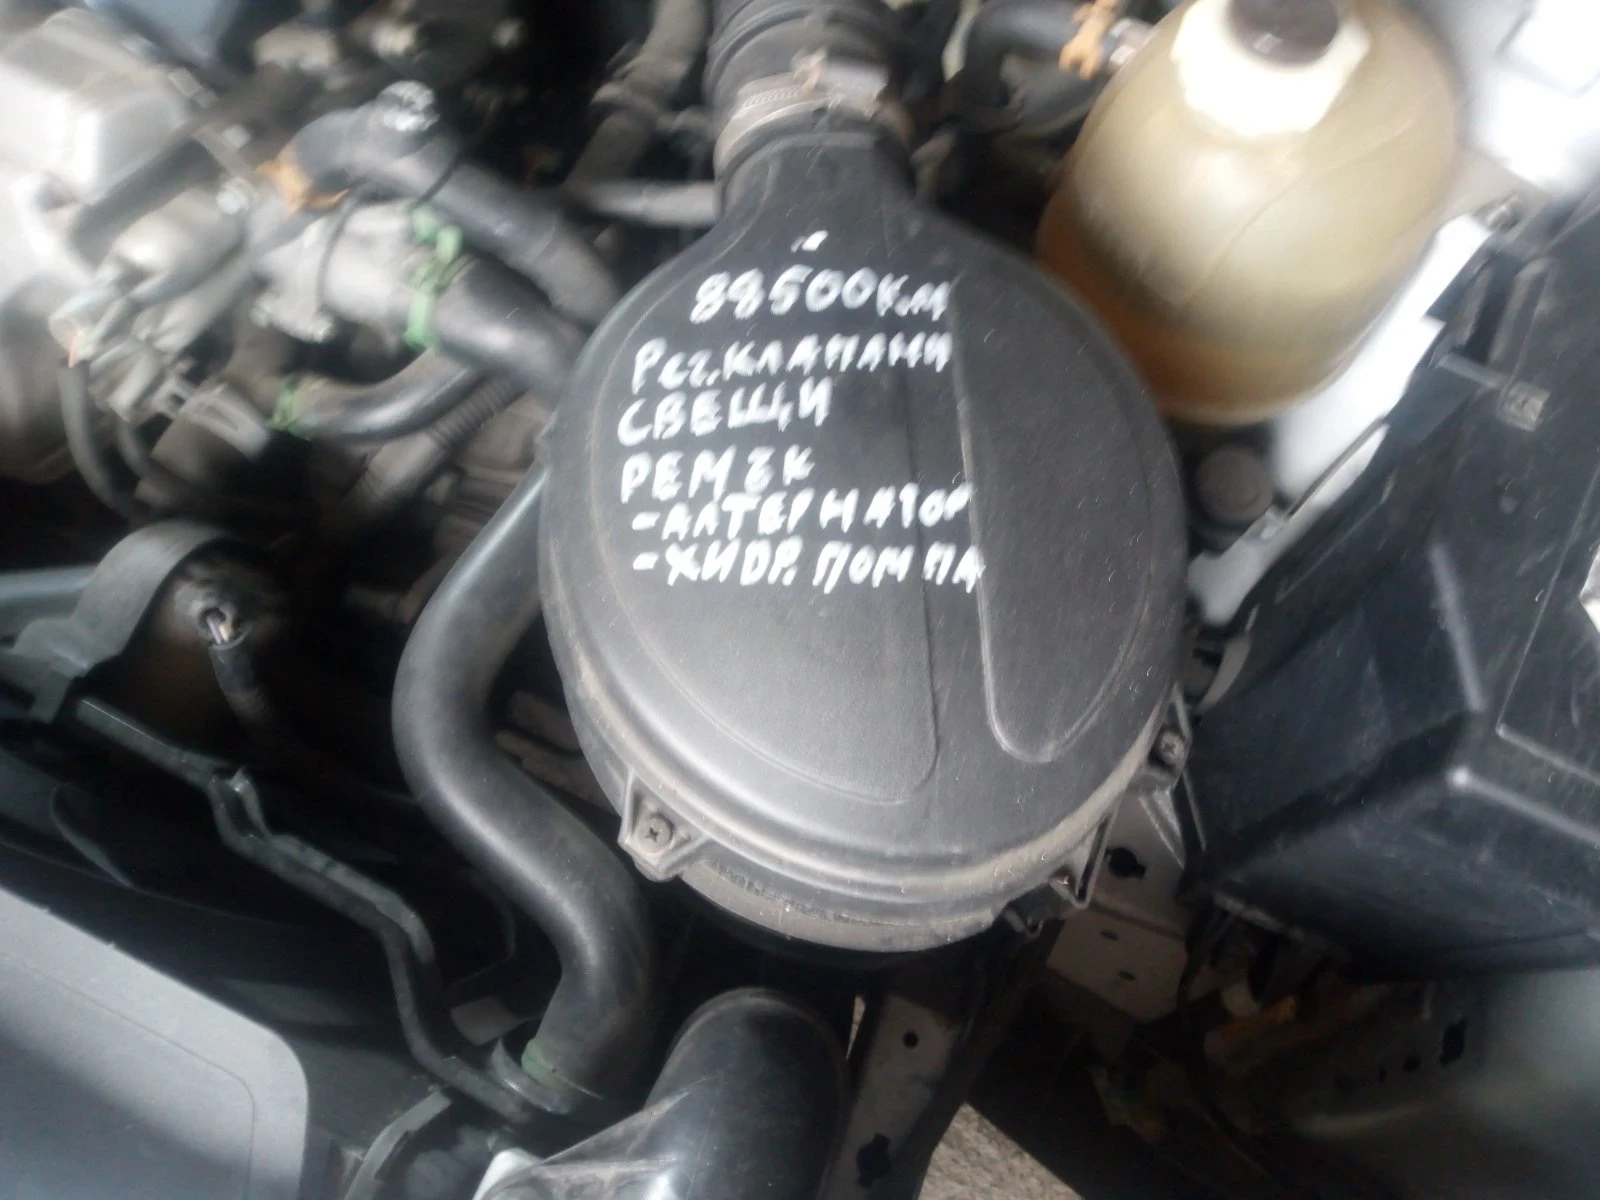 88500км
Рег.клапани
СВЕЩИ
РЕМЪК
-АЛТЕРНАТОР
-ХИДР.ПОМПА